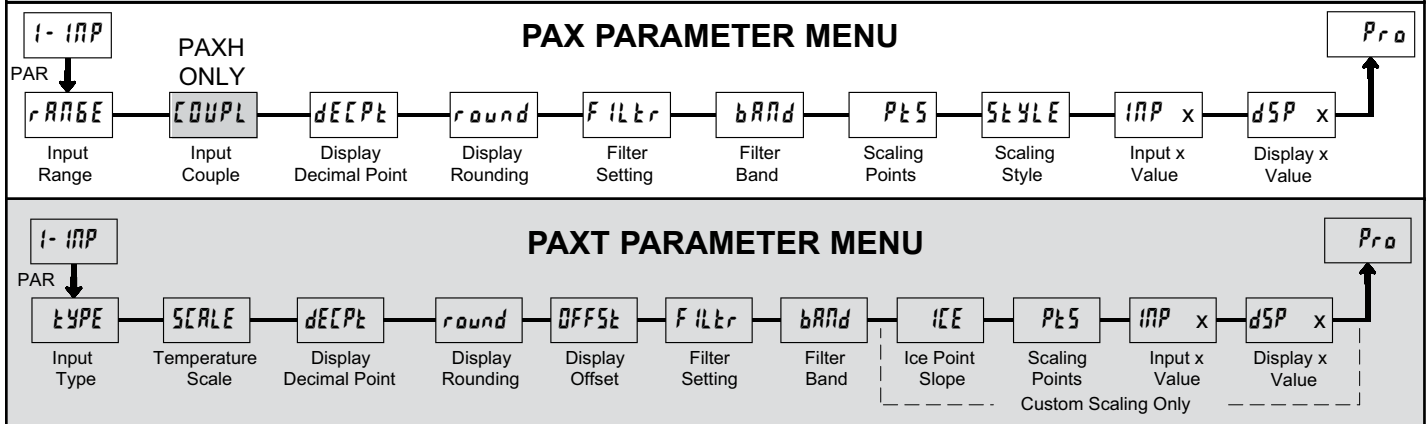 1-INP
PAXH
ONLY
PAX PARAMETER MENU
Pro
PAR
rANGE COUPL dECPt round FILtr bANd PtS StYLE INP x dSP x
Input Input Display Display Filter Filter Scaling Scaling Input x Display x
Range Couple Decimal Point Rounding Setting Band Points Style Value Value
1-INP
PAXT PARAMETER MENU
Pro
PAR
tYPE SCALE dECPt round OFFSt FILtr bANd ICE PtS INP x dSP x
Input Temperature Display Display Display Filter Filter Ice Point Scaling Input x Display x
Type Scale Decimal Point Rounding Offset Setting Band Slope Points Value Value
Custom Scaling Only